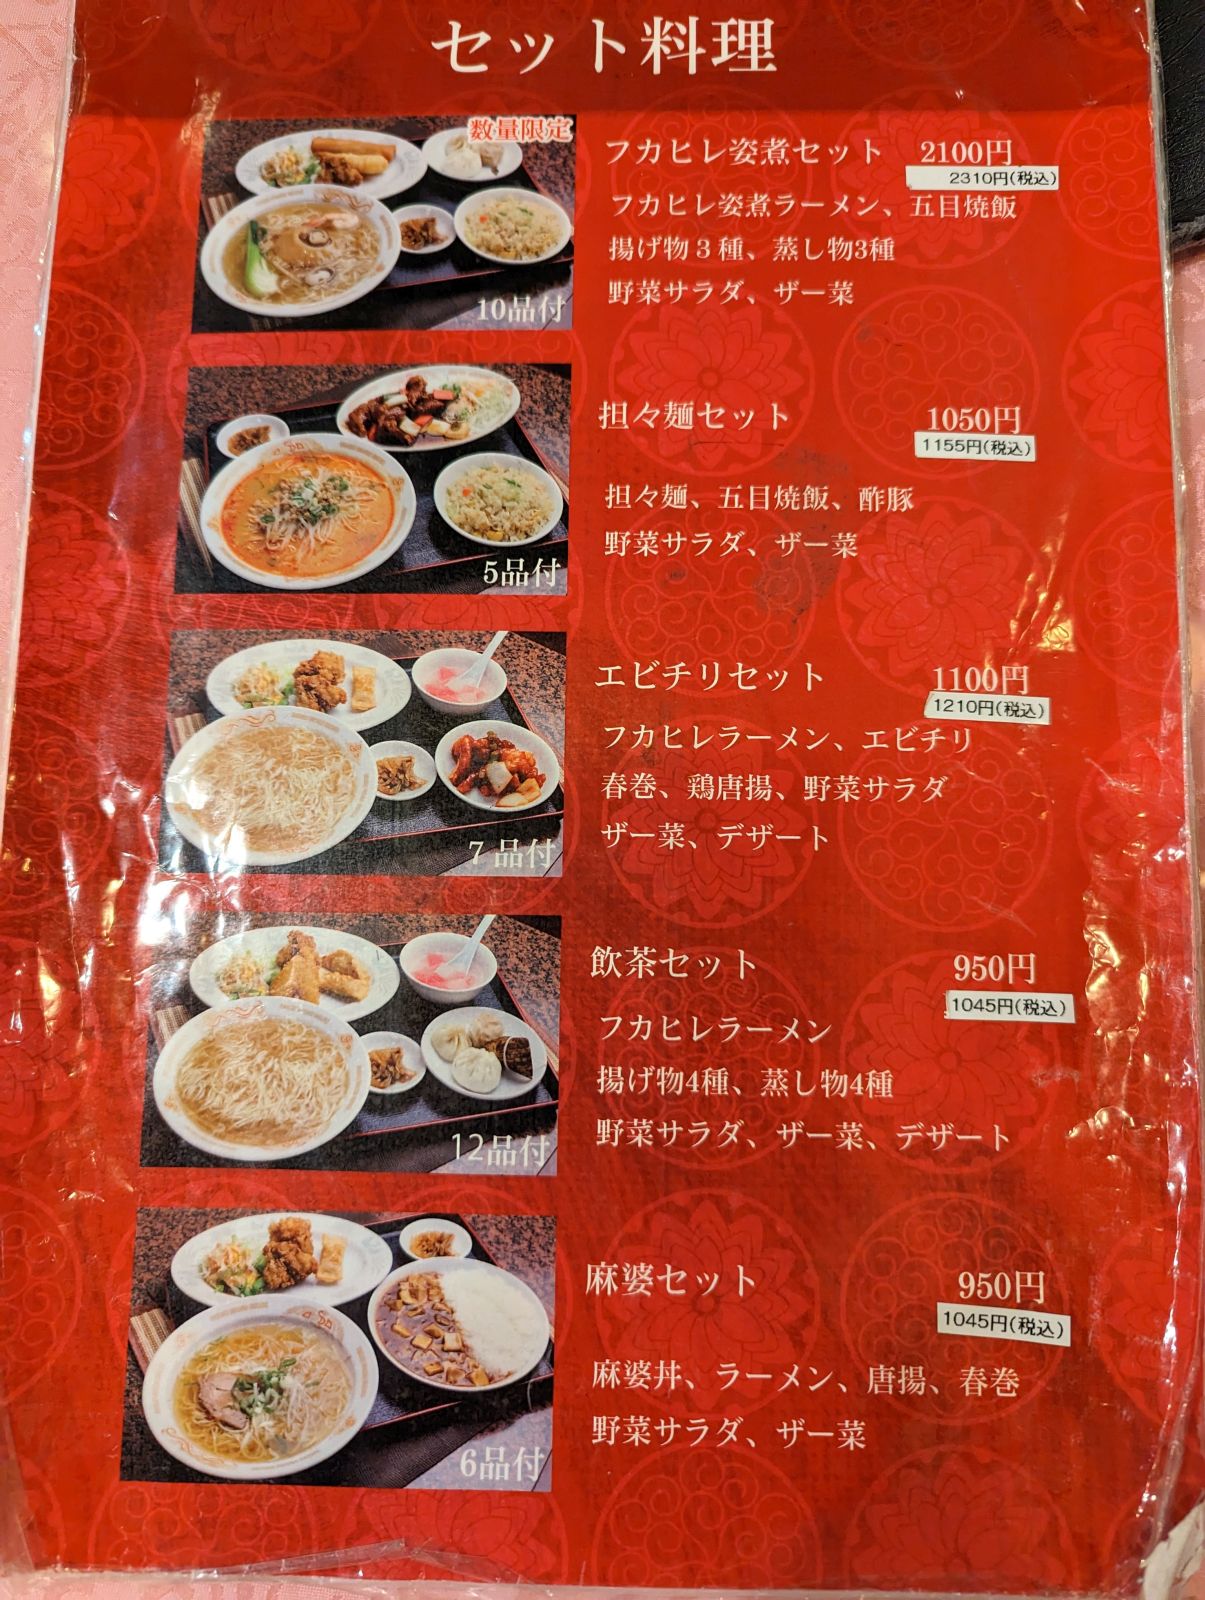 セット料理
数量限定
フカヒレ姿煮セット 2100円
2310円(税込)
フカヒレ姿煮ラーメン、五目焼飯
揚げ物３種、蒸し物3種
野菜サラダ、ザー菜
10品付
担々麺セット 1050円
1155円(税込)
担々麺、五目焼飯、酢豚
野菜サラダ、ザー菜
5品付
エビチリセット 1100円
1210円(税込)
フカヒレラーメン、エビチリ
春巻、鶏唐揚、野菜サラダ
ザー菜、デザート
７品付
飲茶セット 950円
1045円(税込)
フカヒレラーメン
揚げ物4種、蒸し物4種
野菜サラダ、ザー菜、デザート
12品付
麻婆セット 950円
1045円(税込)
麻婆丼、ラーメン、唐揚、春巻
野菜サラダ、ザー菜
6品付